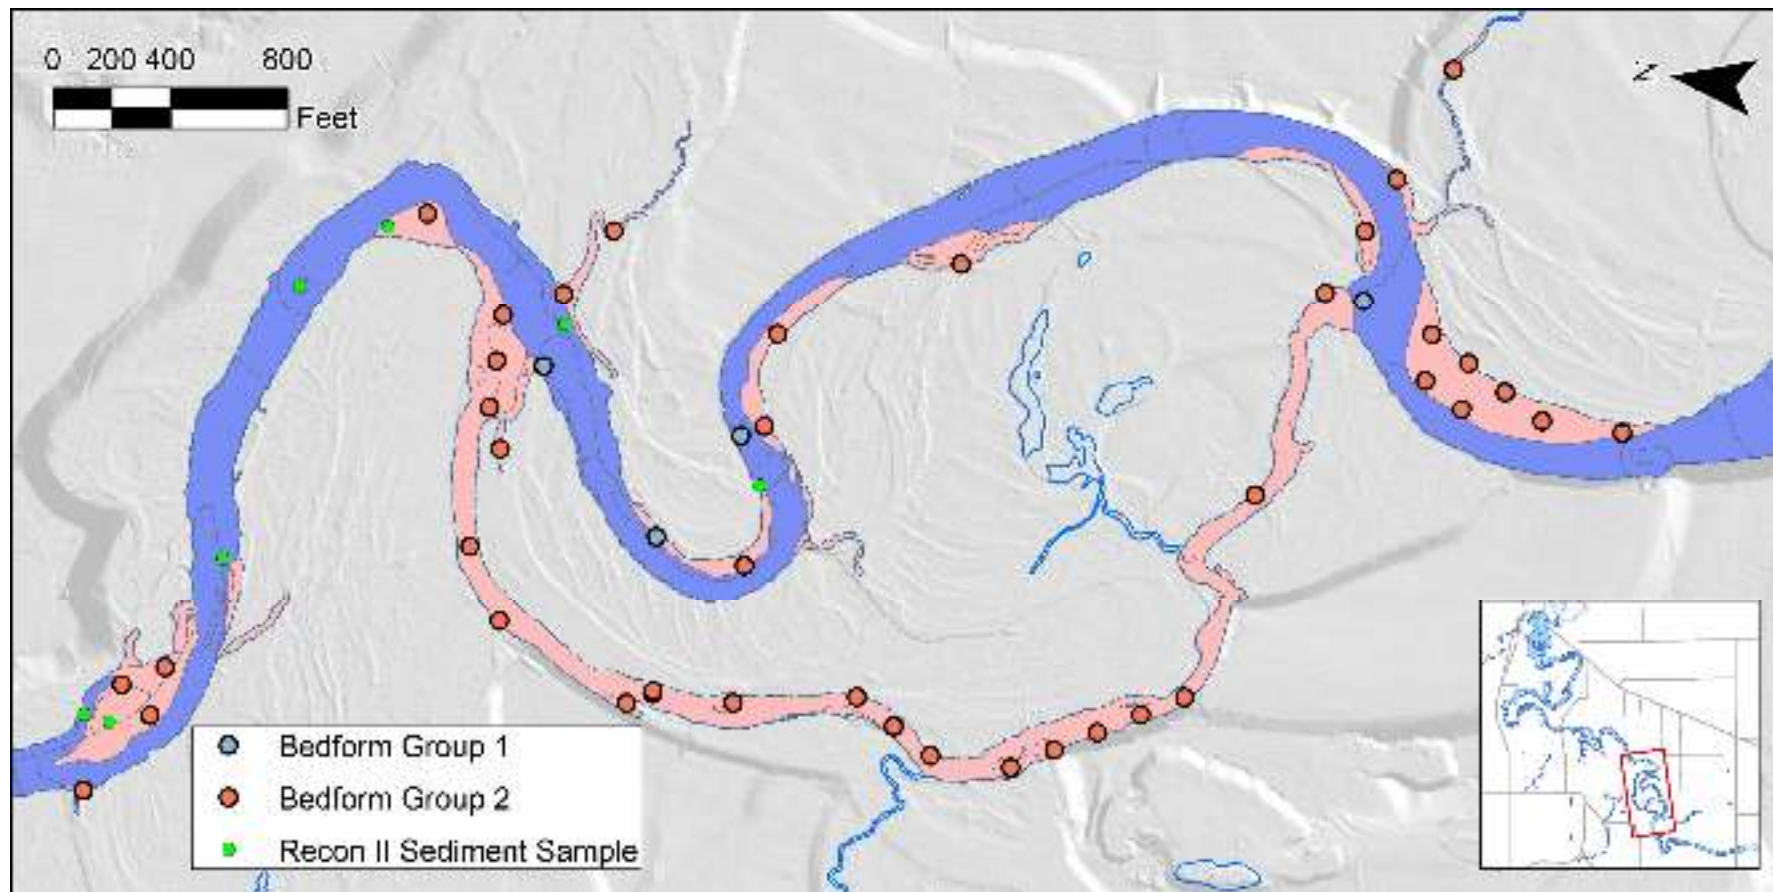 0 200 400 800
Feet
N
Bedform Group 1
Bedform Group 2
Recon II Sediment Sample